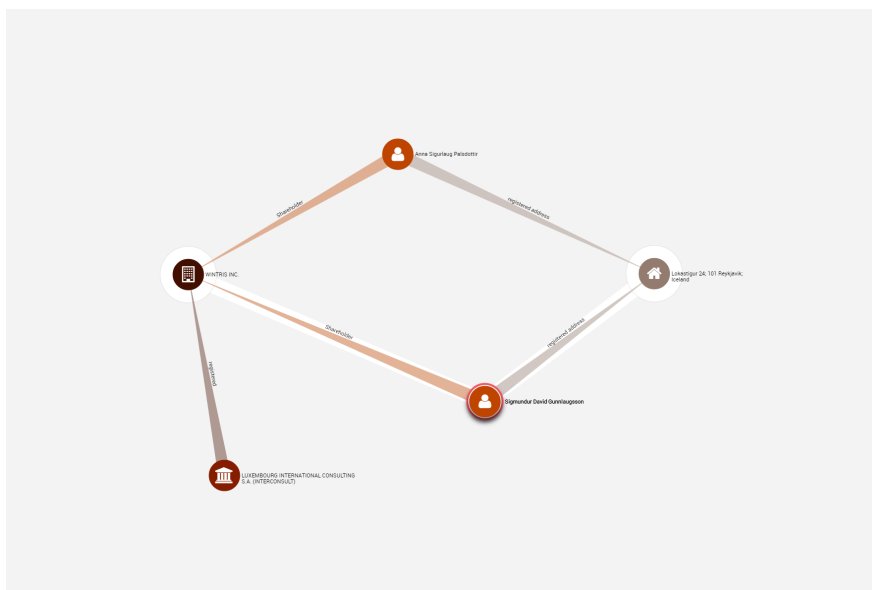 Anna Sigurlaug Palsdottir
Shareholder
registered address
WINTRIS INC.
Lokastigur 24; 101 Reykjavik;
Iceland
Shareholder
registered address
registered
Sigmundur David Gunnlaugsson
LUXEMBOURG INTERNATIONAL CONSULTING
S.A. (INTERCONSULT)